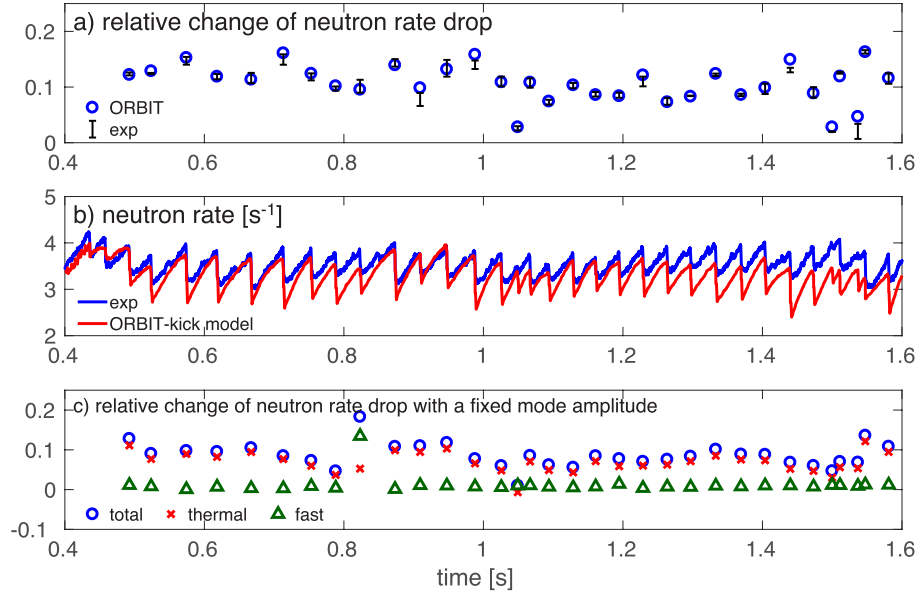 a) relative change of neutron rate drop
0.2
0.1
0
ORBIT
exp
0.4 0.6 0.8 1 1.2 1.4 1.6
b) neutron rate [s-1]
5
4
3
2
exp
ORBIT-kick model
0.4 0.6 0.8 1 1.2 1.4 1.6
c) relative change of neutron rate drop with a fixed mode amplitude
0.2
0.1
0
-0.1
total thermal fast
0.4 0.6 0.8 1 1.2 1.4 1.6
time [s]